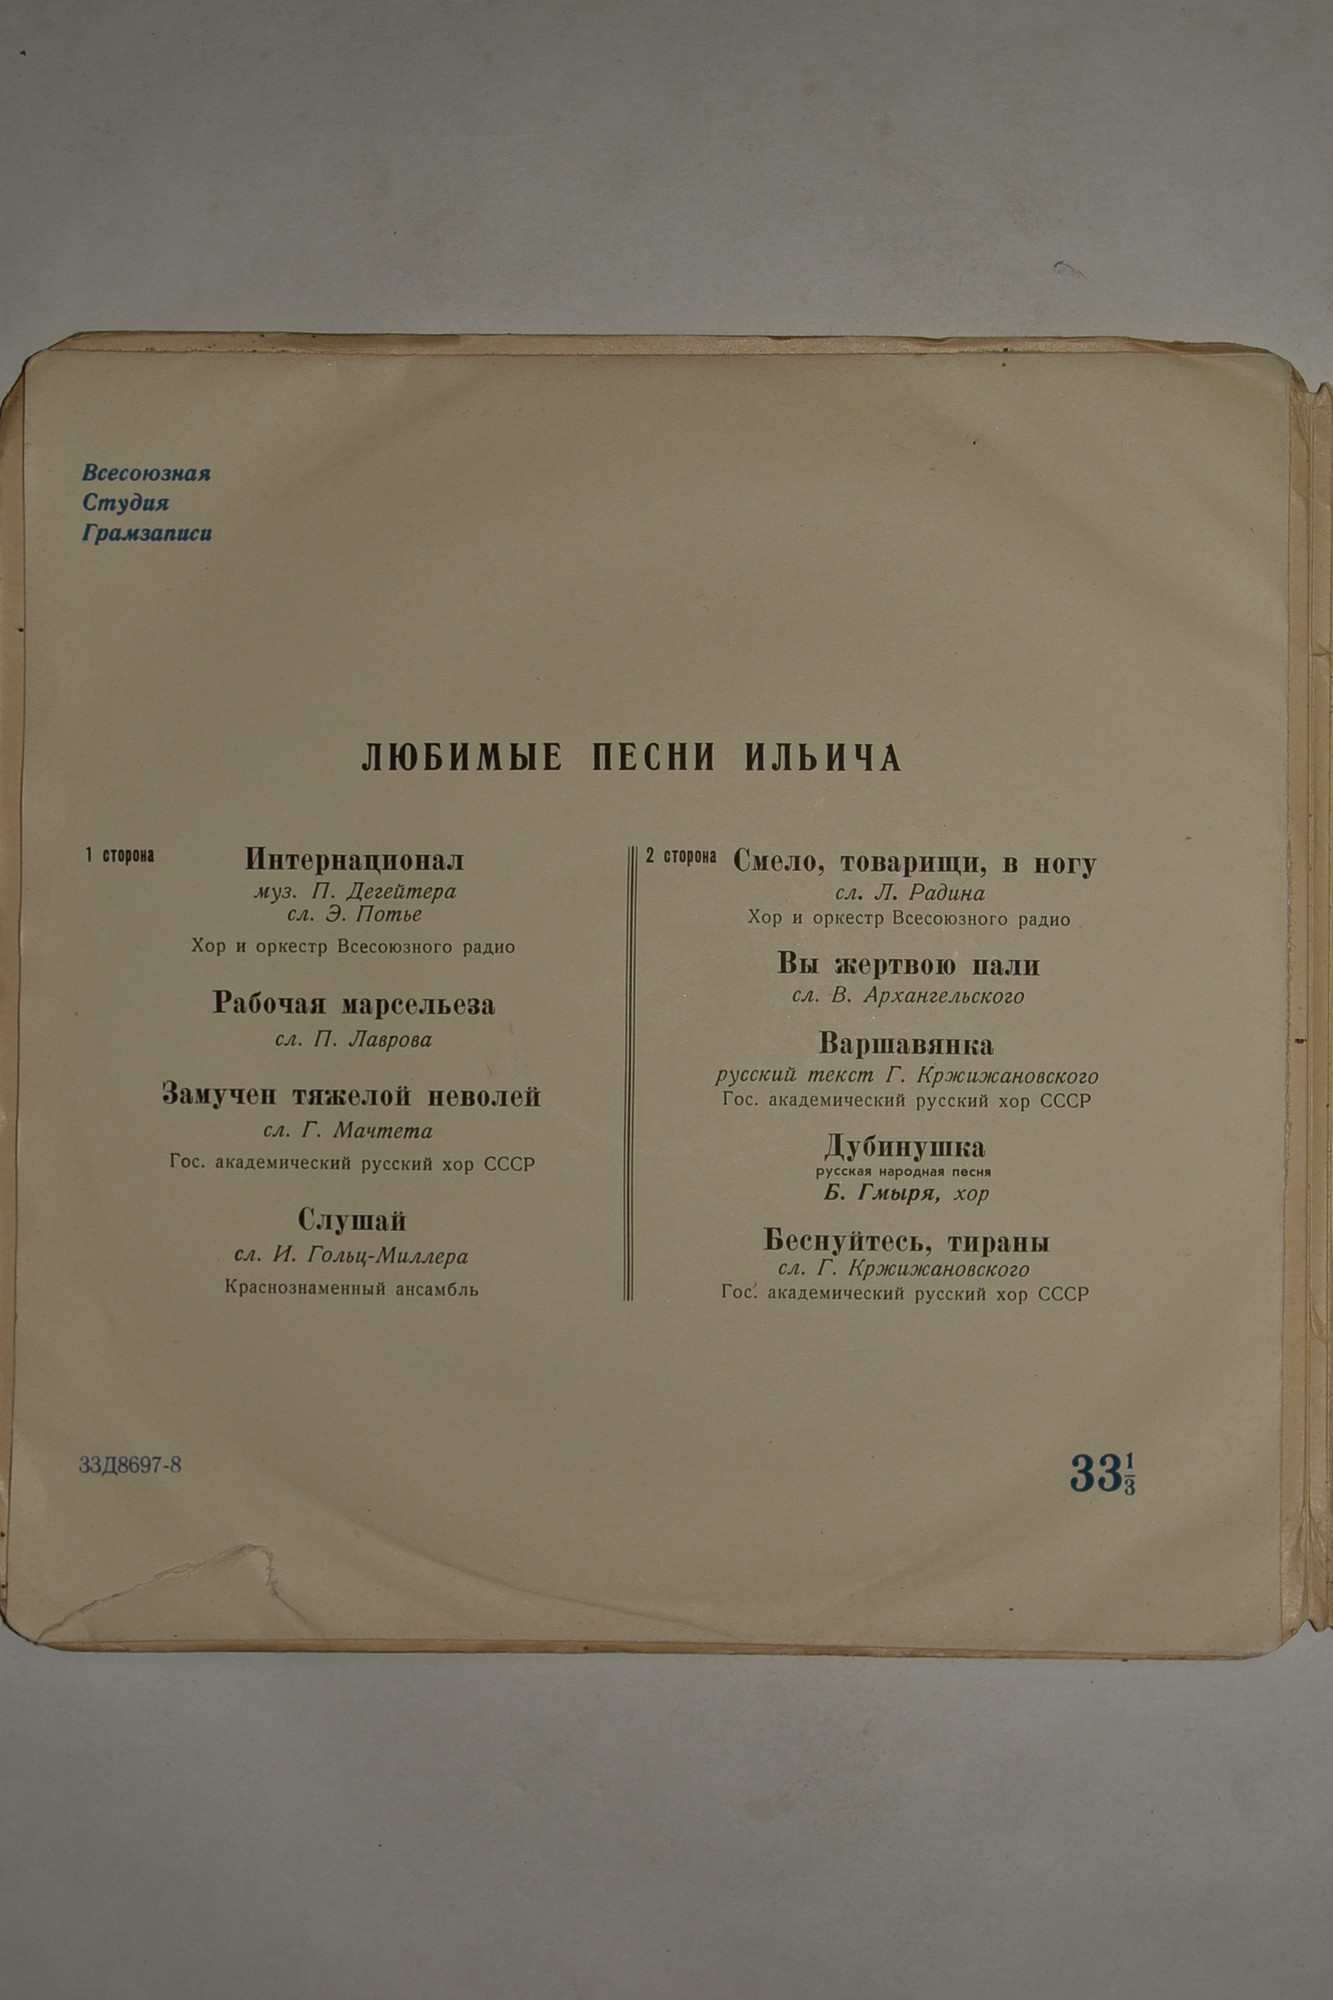 Всесоюзная
Студия
Грамзаписи
ЛЮБИМЫЕ ПЕСНИ ИЛЬИЧА
1 сторона
Интернационал
муз. П. Дегейтера
сл. Э. Потье
Хор и оркестр Всесоюзного радио
Рабочая марсельеза
сл. П. Лаврова
Замучен тяжелой неволей
сл. Г. Мачтета
Гос. академический русский хор СССР
Слушай
сл. И. Гольц-Миллера
Краснознаменный ансамбль
2 сторона
Смело, товарищи, в ногу
сл. Л. Радина
Хор и оркестр Всесоюзного радио
Вы жертвою пали
сл. В. Архангельского
Варшавянка
русский текст Г. Кржижановского
Гос. академический русский хор СССР
Дубинушка
русская народная песня
Б. Гмыря, хор
Беснуйтесь, тираны
сл. Г. Кржижановского
Гос. академический русский хор СССР
33Д8697-8
33 1/3